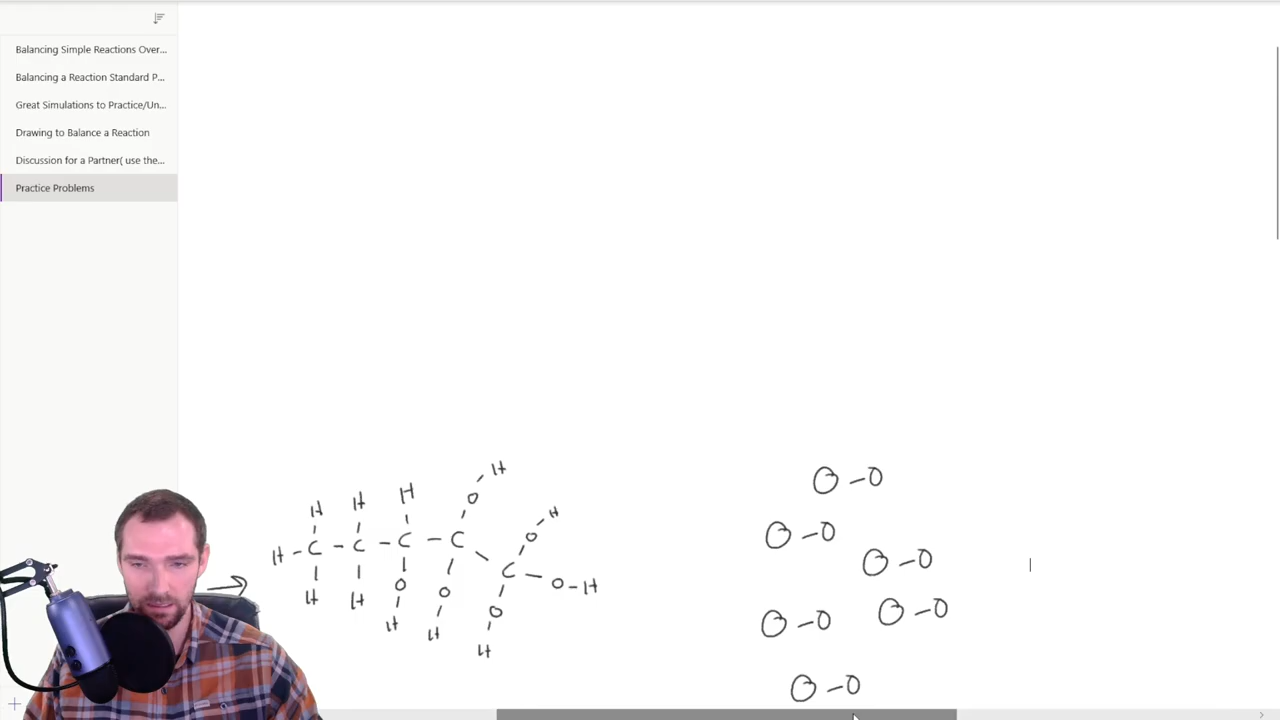 Balancing Simple Reactions Over...
Balancing a Reaction Standard P...
Great Simulations to Practice/Un...
Drawing to Balance a Reaction
Discussion for a Partner( use the...
Practice Problems
H
H H H O H
H - C - C - C - C O
H H O O C - O - H
H H O
H
O-O
O-O
O-O
O-O
O-O
O-O